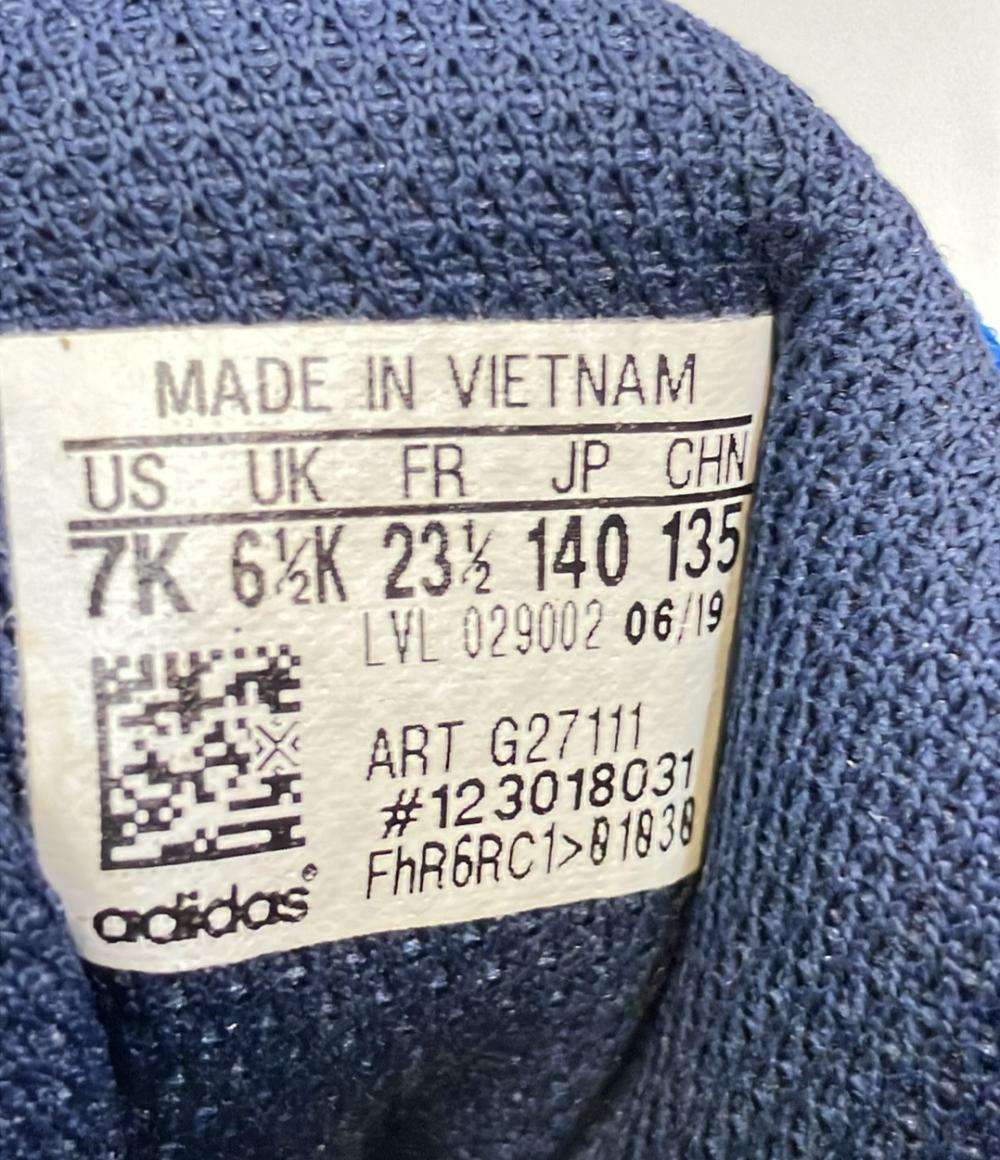 MADE IN VIETNAM
US UK FR JP CHN
7K 6½K 23½ 140 135
LVL 029002 06/19
ART G27111
#123018031
FhR6RC1>01030
adidas®